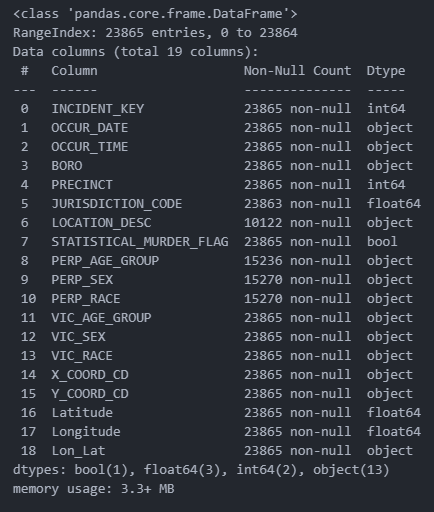 <class 'pandas.core.frame.DataFrame'>
RangeIndex: 23865 entries, 0 to 23864
Data columns (total 19 columns):
 #   Column                   Non-Null Count  Dtype
---  ------                   --------------  -----
 0   INCIDENT_KEY             23865 non-null  int64
 1   OCCUR_DATE               23865 non-null  object
 2   OCCUR_TIME               23865 non-null  object
 3   BORO                     23865 non-null  object
 4   PRECINCT                 23865 non-null  int64
 5   JURISDICTION_CODE        23863 non-null  float64
 6   LOCATION_DESC            10122 non-null  object
 7   STATISTICAL_MURDER_FLAG  23865 non-null  bool
 8   PERP_AGE_GROUP           15236 non-null  object
 9   PERP_SEX                 15270 non-null  object
 10  PERP_RACE                15270 non-null  object
 11  VIC_AGE_GROUP            23865 non-null  object
 12  VIC_SEX                  23865 non-null  object
 13  VIC_RACE                 23865 non-null  object
 14  X_COORD_CD               23865 non-null  object
 15  Y_COORD_CD               23865 non-null  object
 16  Latitude                 23865 non-null  float64
 17  Longitude                23865 non-null  float64
 18  Lon_Lat                  23865 non-null  object
dtypes: bool(1), float64(3), int64(2), object(13)
memory usage: 3.3+ MB